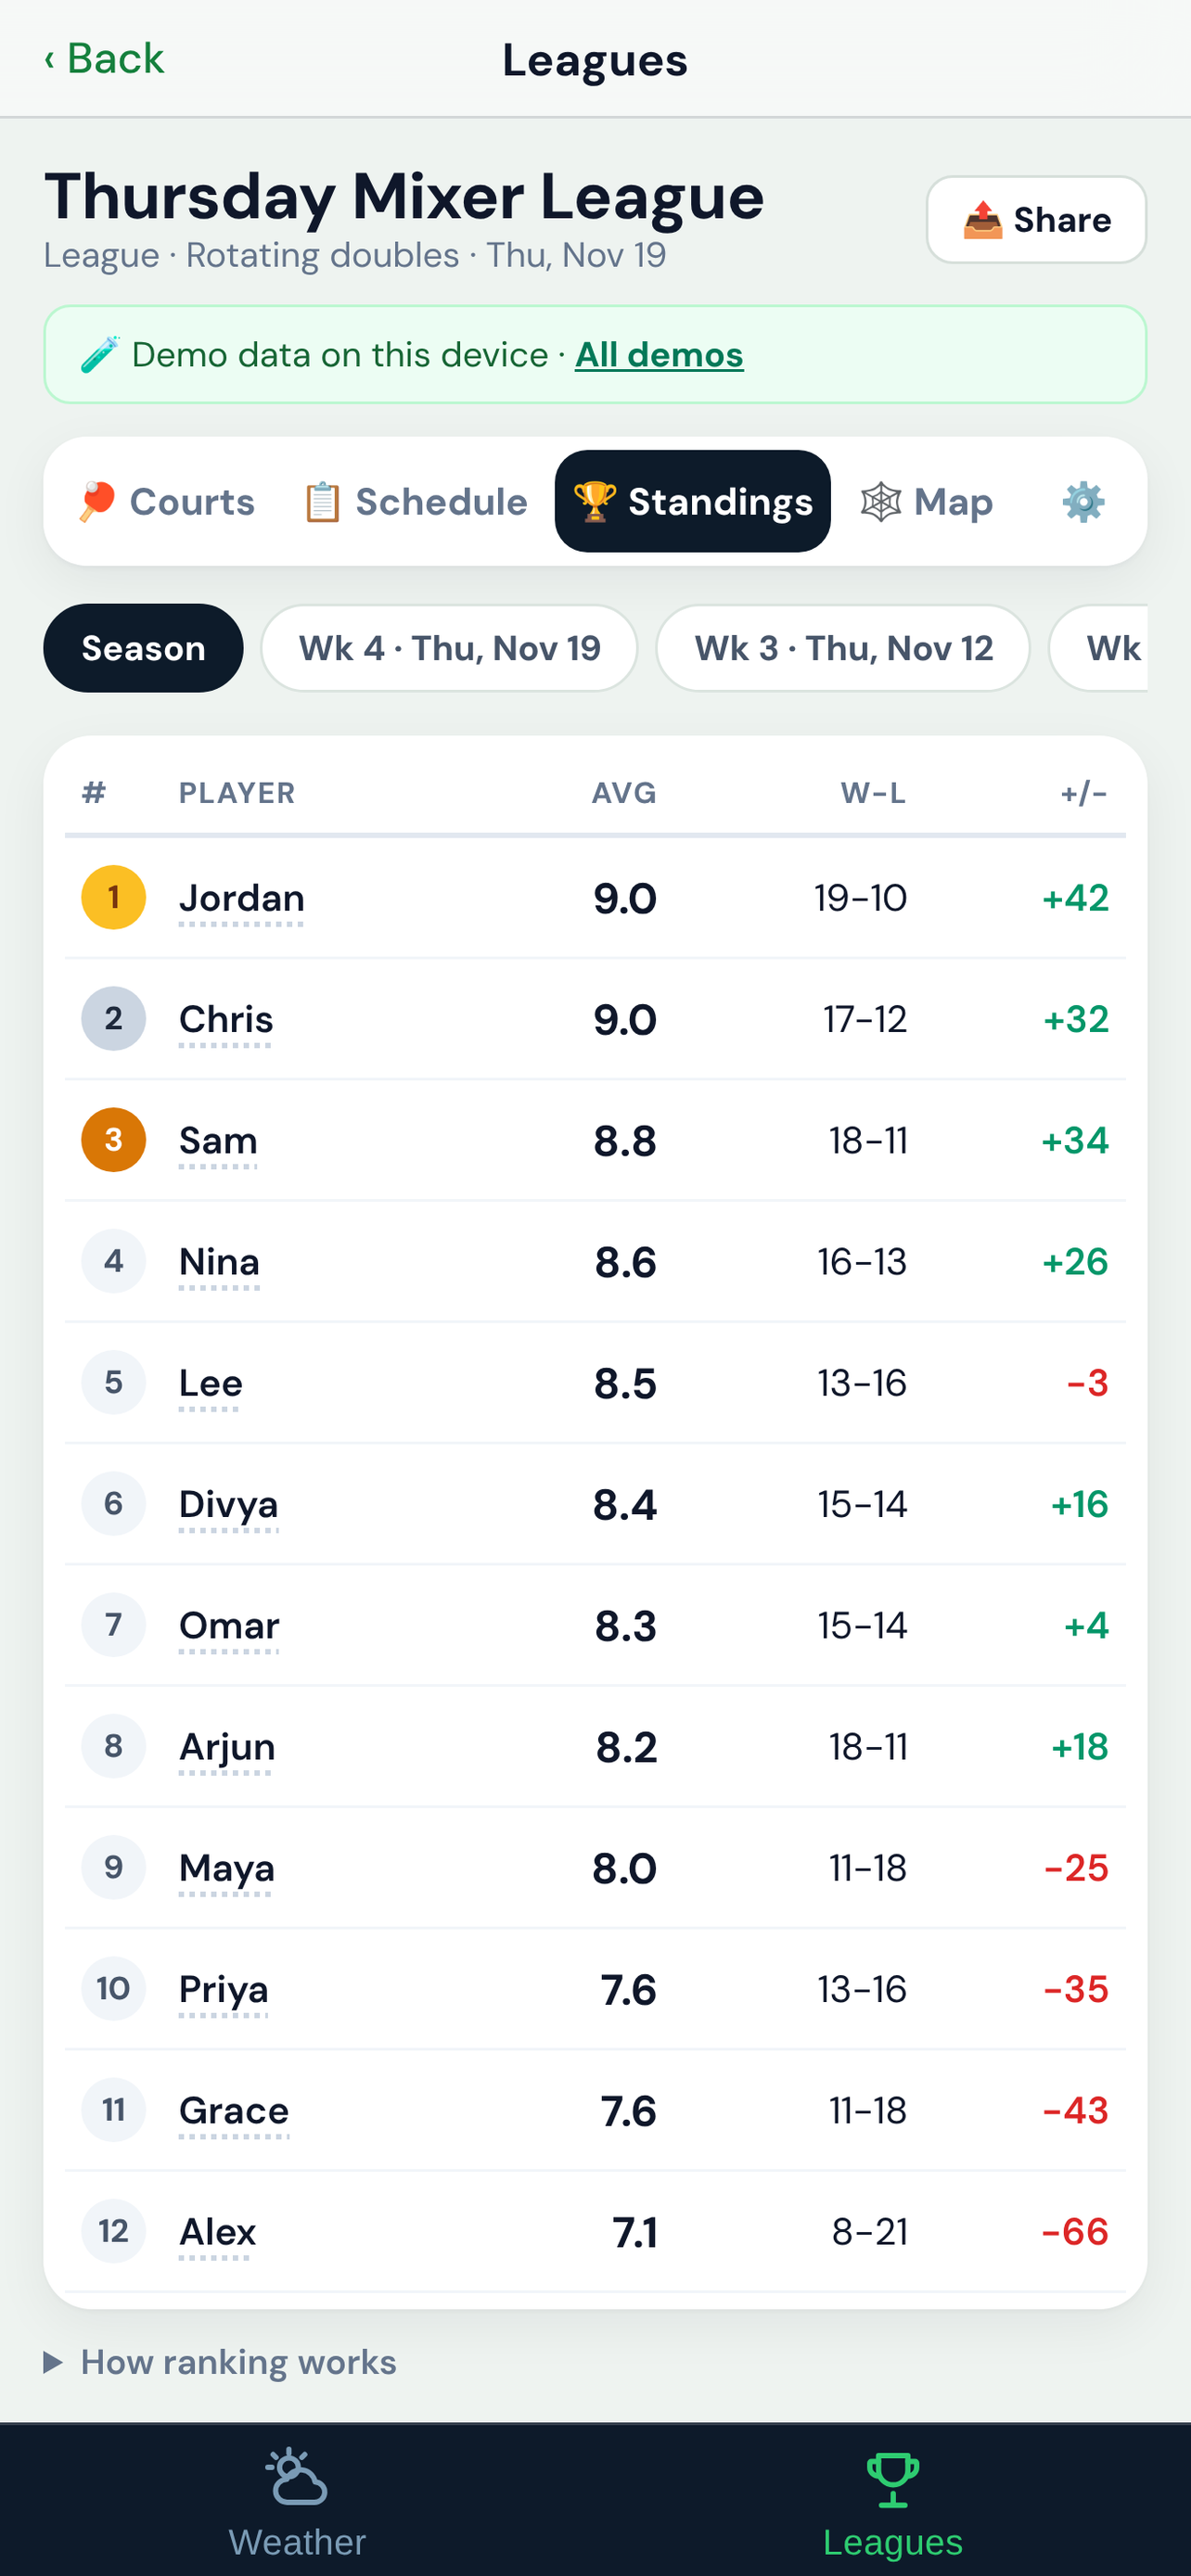 ‹ Back
Leagues
Thursday Mixer League
League · Rotating doubles · Thu, Nov 19
Share
Demo data on this device · All demos
Courts Schedule Standings Map
Season Wk 4 · Thu, Nov 19 Wk 3 · Thu, Nov 12 Wk
# PLAYER AVG W–L +/−
1 Jordan 9.0 19–10 +42
2 Chris 9.0 17–12 +32
3 Sam 8.8 18–11 +34
4 Nina 8.6 16–13 +26
5 Lee 8.5 13–16 −3
6 Divya 8.4 15–14 +16
7 Omar 8.3 15–14 +4
8 Arjun 8.2 18–11 +18
9 Maya 8.0 11–18 −25
10 Priya 7.6 13–16 −35
11 Grace 7.6 11–18 −43
12 Alex 7.1 8–21 −66
How ranking works
Weather Leagues